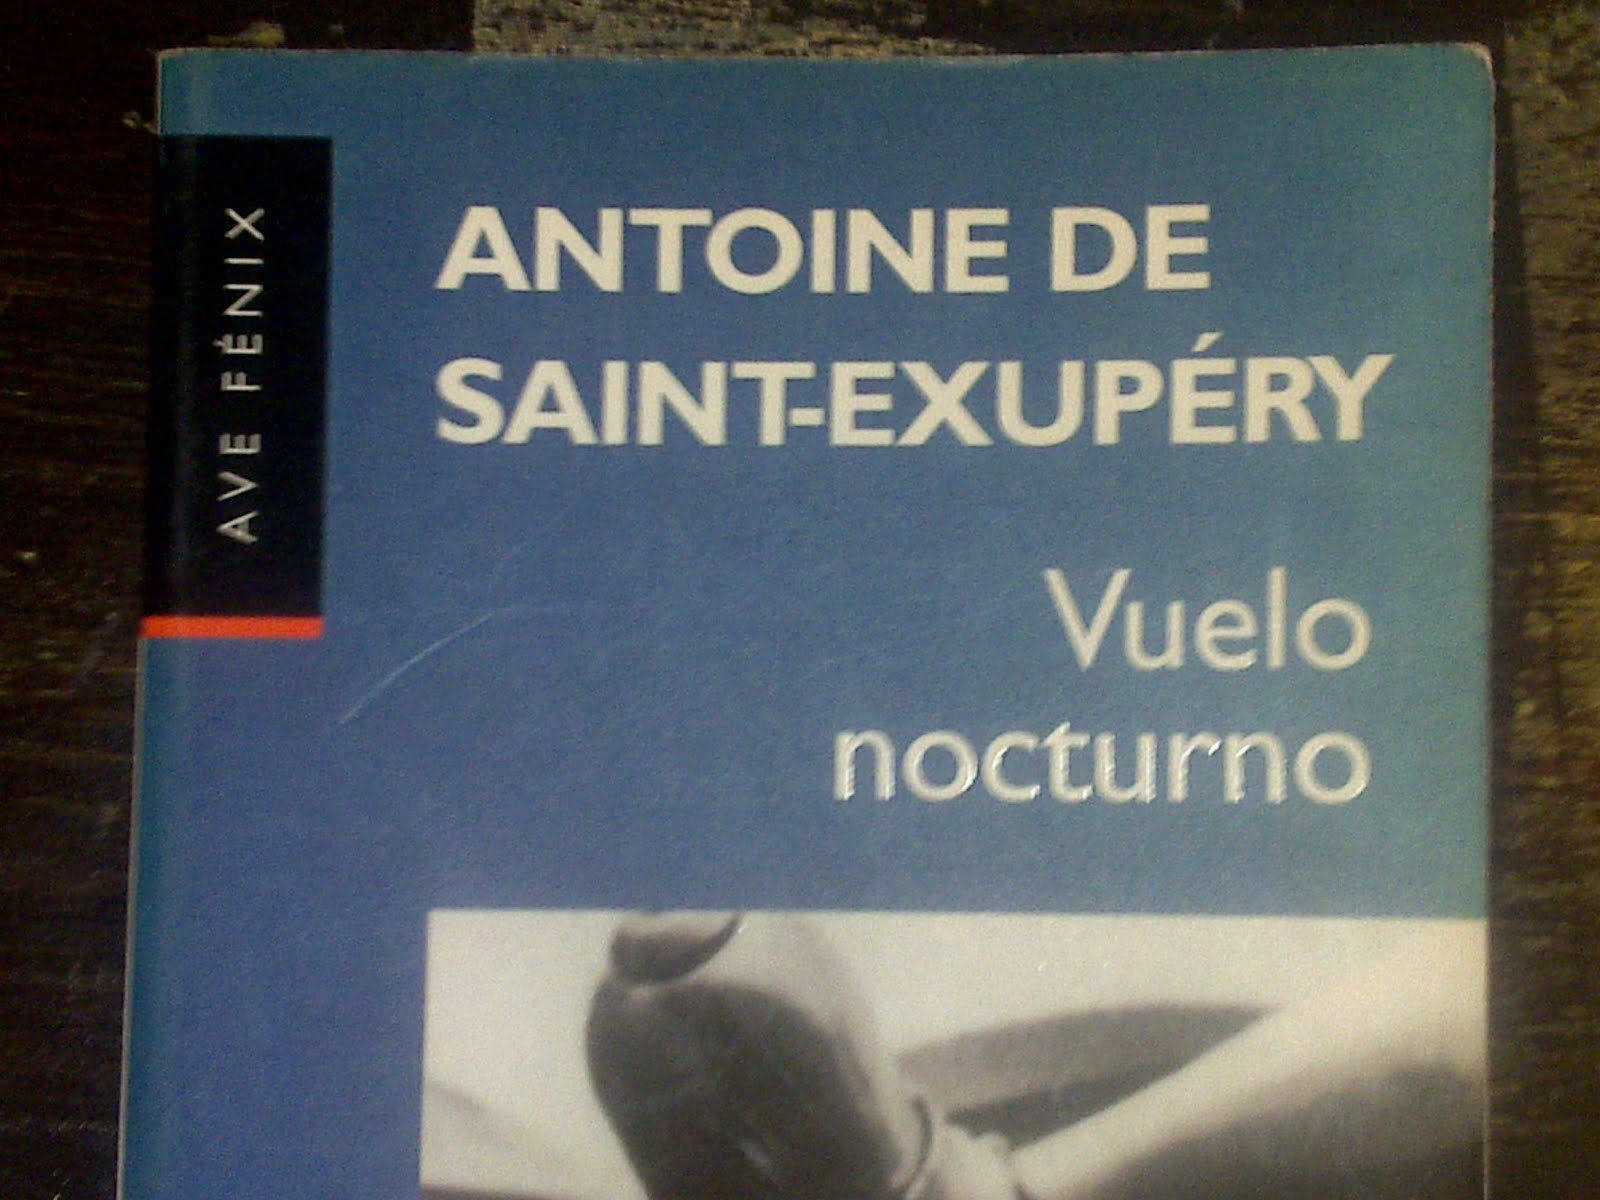 AVE FÉNIX
ANTOINE DE
SAINT-EXUPÉRY
Vuelo
nocturno